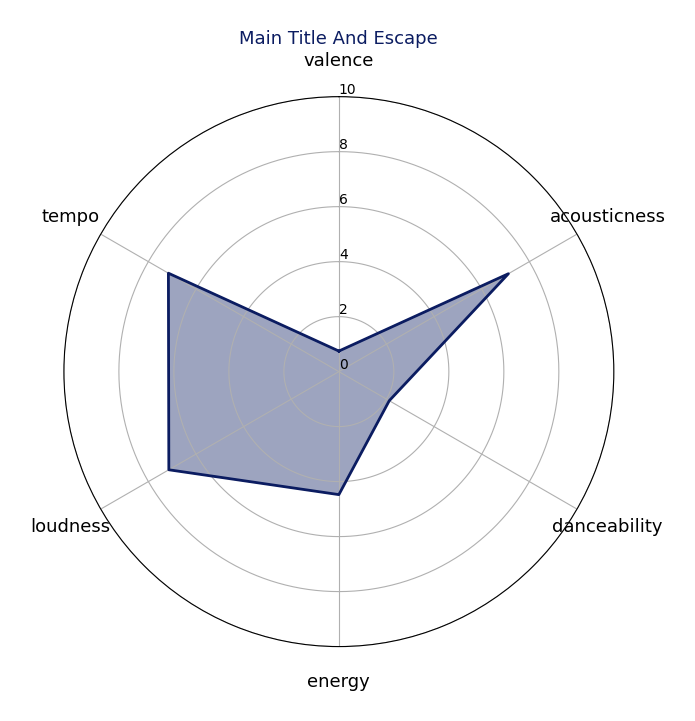 Main Title And Escape
valence
10
8
tempo
6
acousticness
4
2
0
loudness
danceability
energy